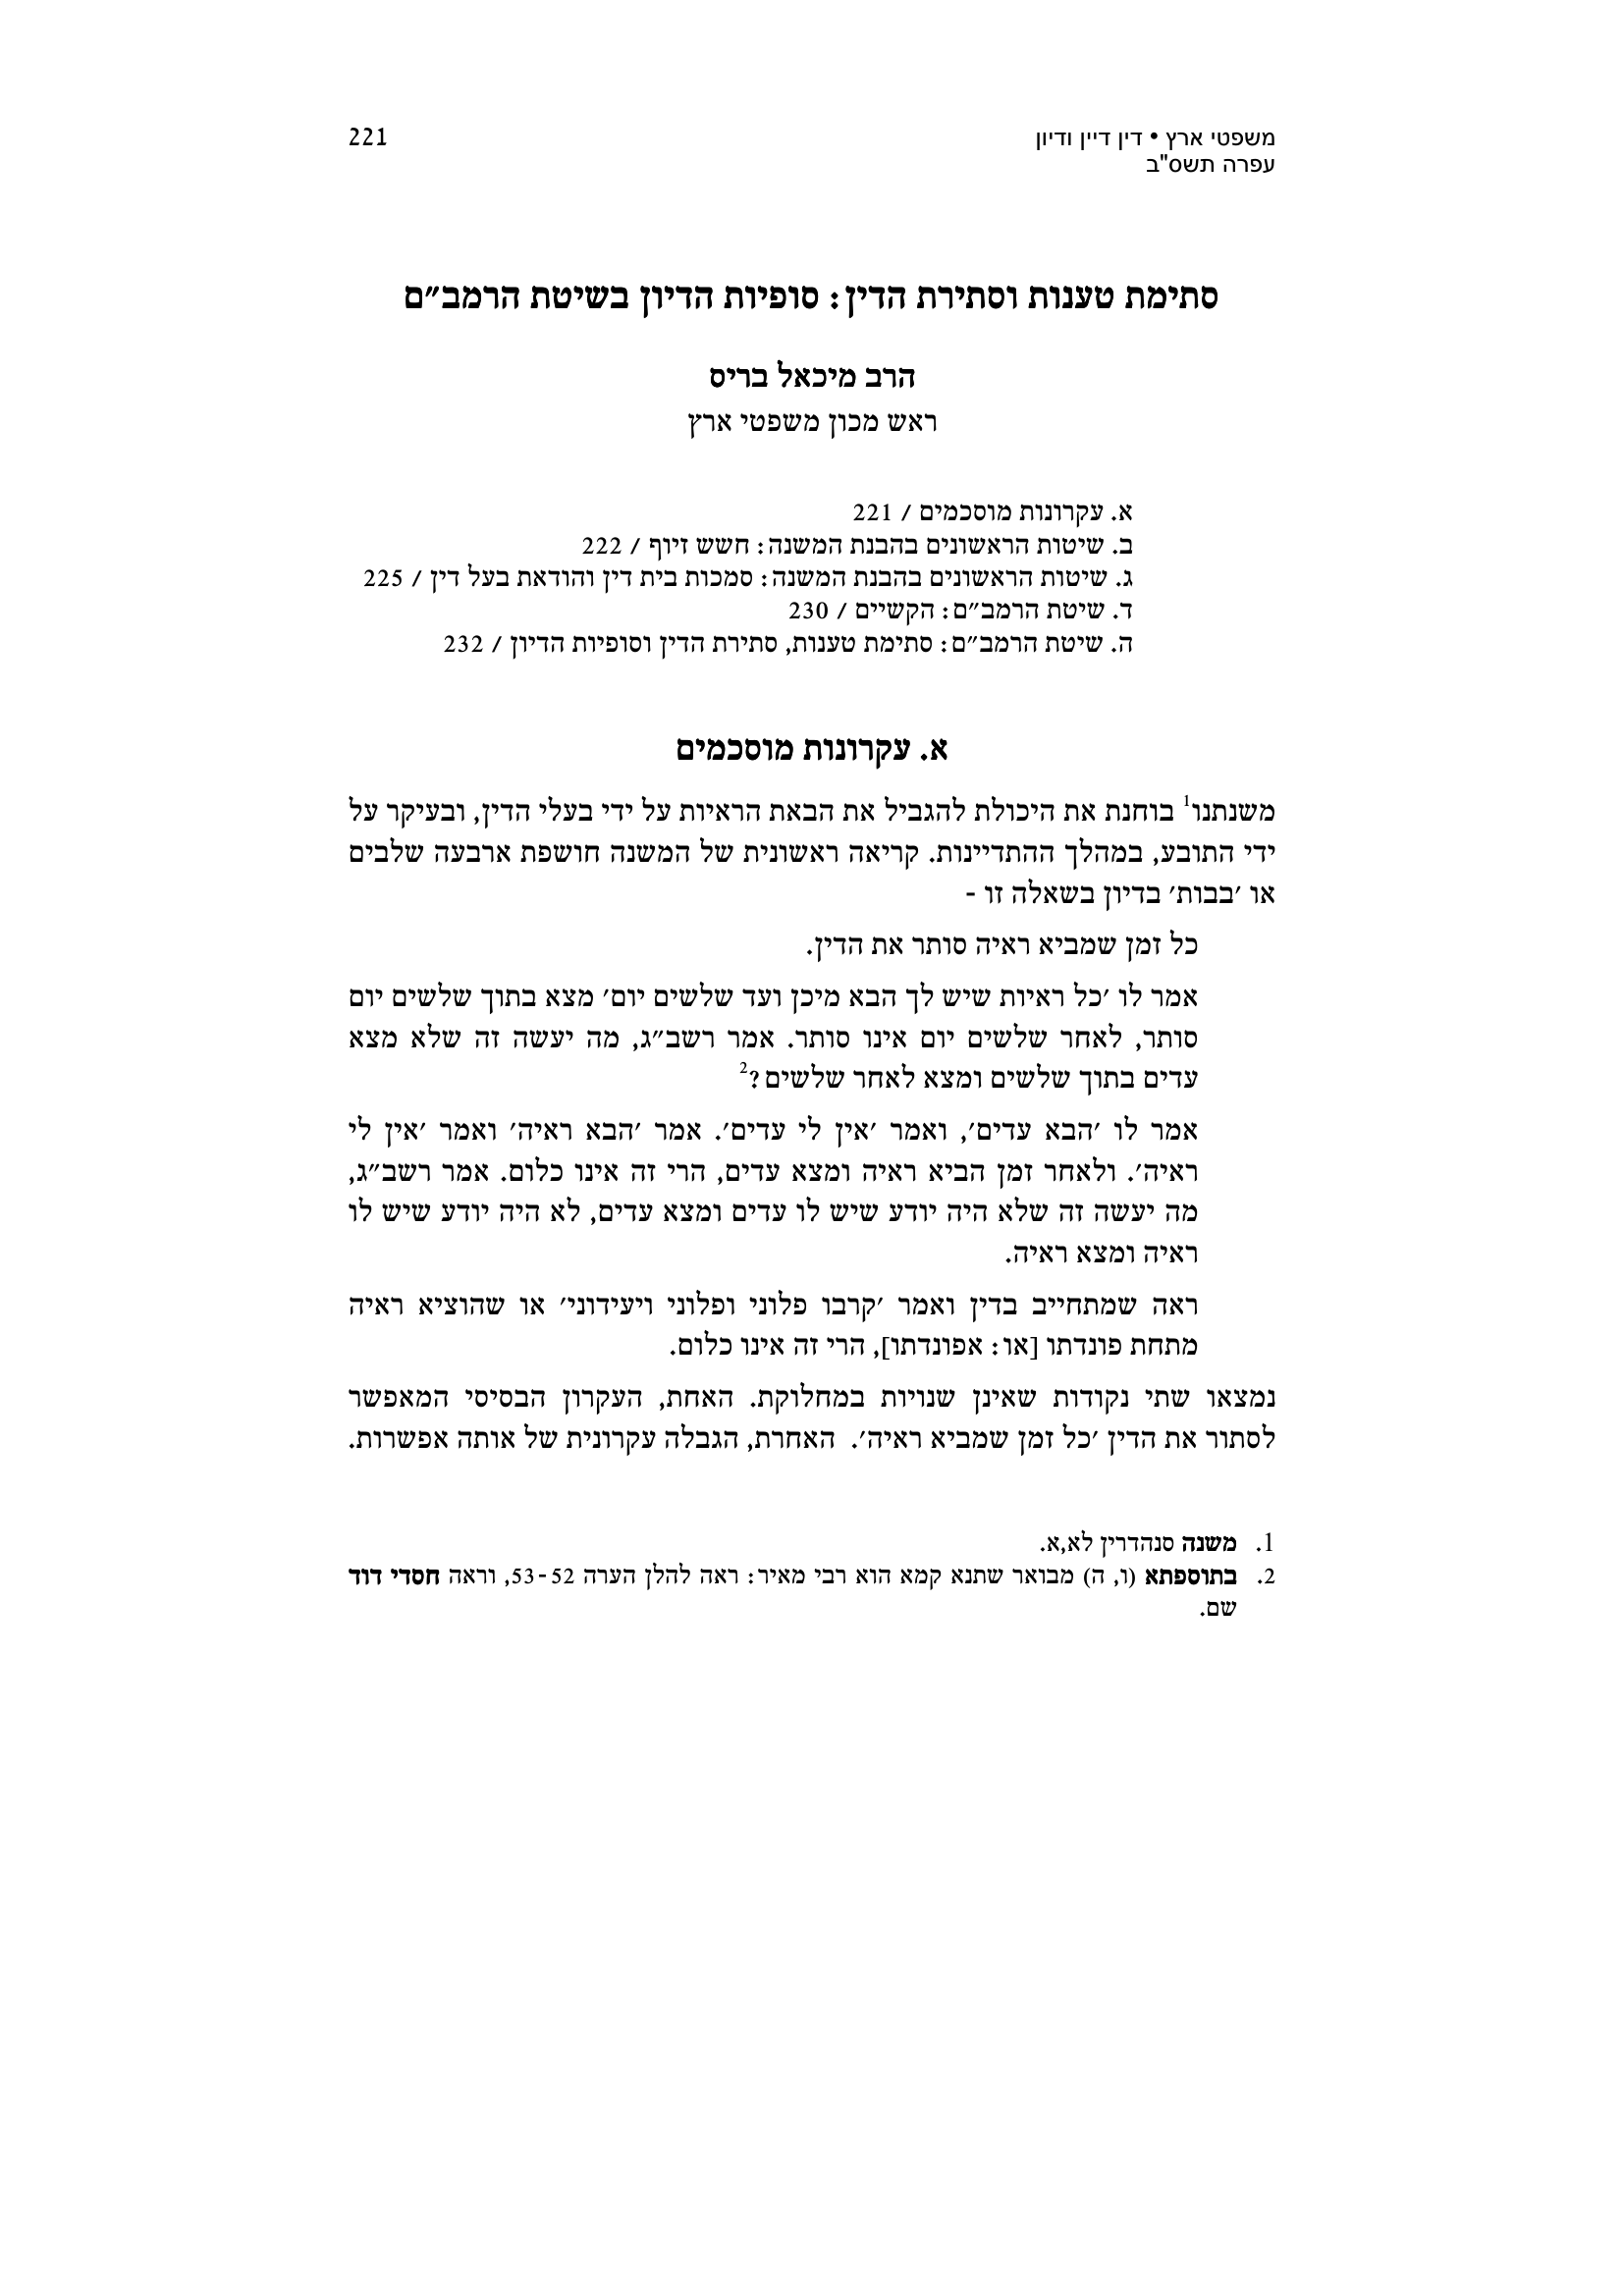 משפטי ארץ • דין דיין ודיון
221
עפרה תשס"ב
סתימת טענות וסתירת הדין: סופיות הדיון בשיטת הרמב״ם
הרב מיכאל בריס
ראש מכון משפטי ארץ
א. עקרונות מוסכמים / 221
ב. שיטות הראשונים בהבנת המשנה: חשש זיוף / 222
ג. שיטות הראשונים בהבנת המשנה: סמכות בית דין והודאת בעל דין / 225
ד. שיטת הרמב״ם: הקשיים / 230
ה. שיטת הרמב״ם: סתימת טענות, סתירת הדין וסופיות הדיון / 232
א. עקרונות מוסכמים
משנתנו1 בוחנת את היכולת להגביל את הבאת הראיות על ידי בעלי הדין, ובעיקר על
ידי התובע, במהלך ההתדיינות. קריאה ראשונית של המשנה חושפת ארבעה שלבים
או ׳בבות׳ בדיון בשאלה זו -
כל זמן שמביא ראיה סותר את הדין.
אמר לו ׳כל ראיות שיש לך הבא מיכן ועד שלשים יום׳ מצא בתוך שלשים יום
סותר, לאחר שלשים יום אינו סותר. אמר רשב״ג, מה יעשה זה שלא מצא
עדים בתוך שלשים ומצא לאחר שלשים?2
אמר לו ׳הבא עדים׳, ואמר ׳אין לי עדים׳. אמר ׳הבא ראיה׳ ואמר ׳אין לי
ראיה׳. ולאחר זמן הביא ראיה ומצא עדים, הרי זה אינו כלום. אמר רשב״ג,
מה יעשה זה שלא היה יודע שיש לו עדים ומצא עדים, לא היה יודע שיש לו
ראיה ומצא ראיה.
ראה שמתחייב בדין ואמר ׳קרבו פלוני ופלוני ויעידוני׳ או שהוציא ראיה
מתחת פונדתו [או: אפונדתו], הרי זה אינו כלום.
נמצאו שתי נקודות שאינן שנויות במחלוקת. האחת, העקרון הבסיסי המאפשר
לסתור את הדין ׳כל זמן שמביא ראיה׳. האחרת, הגבלה עקרונית של אותה אפשרות.
1. משנה סנהדרין לא,א.
2. בתוספתא (ו, ה) מבואר שתנא קמא הוא רבי מאיר: ראה להלן הערה 53-52, וראה חסדי דוד
שם.